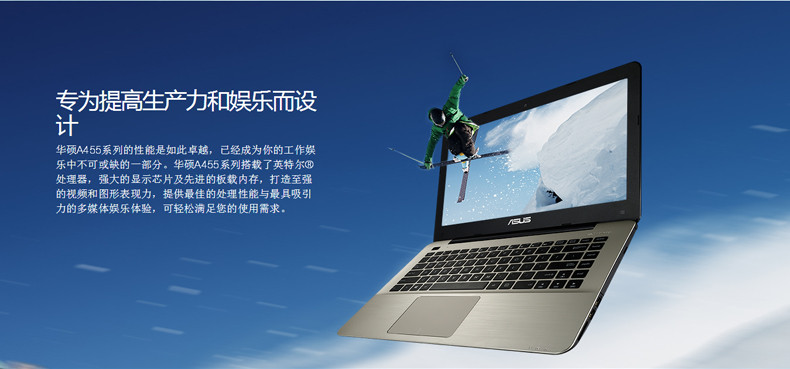 专为提高生产力和娱乐而设
计
华硕A455系列的性能是如此卓越，已经成为你的工作娱
乐中不可或缺的一部分。华硕A455系列搭载了英特尔®
处理器，强大的显示芯片及先进的板载内存，打造至强
的视频和图形表现力，提供最佳的处理性能与最具吸引
力的多媒体娱乐体验，可轻松满足您的使用需求。
ASUS